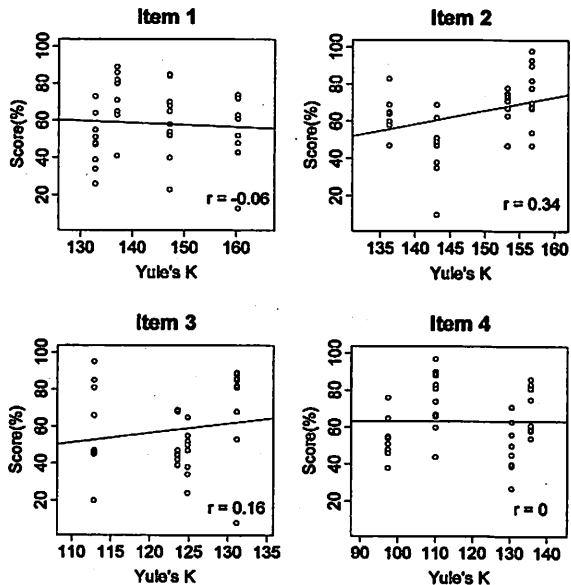 Item 1
Score(%)
100
80
60
40
20
r = -0.06
130 140 150 160
Yule's K
Item 2
Score(%)
100
80
60
40
20
r = 0.34
135 140 145 150 155 160
Yule's K
Item 3
Score(%)
100
80
60
40
20
r = 0.16
110 115 120 125 130 135
Yule's K
Item 4
Score(%)
100
80
60
40
20
r = 0
90 100 110 120 130 140
Yule's K